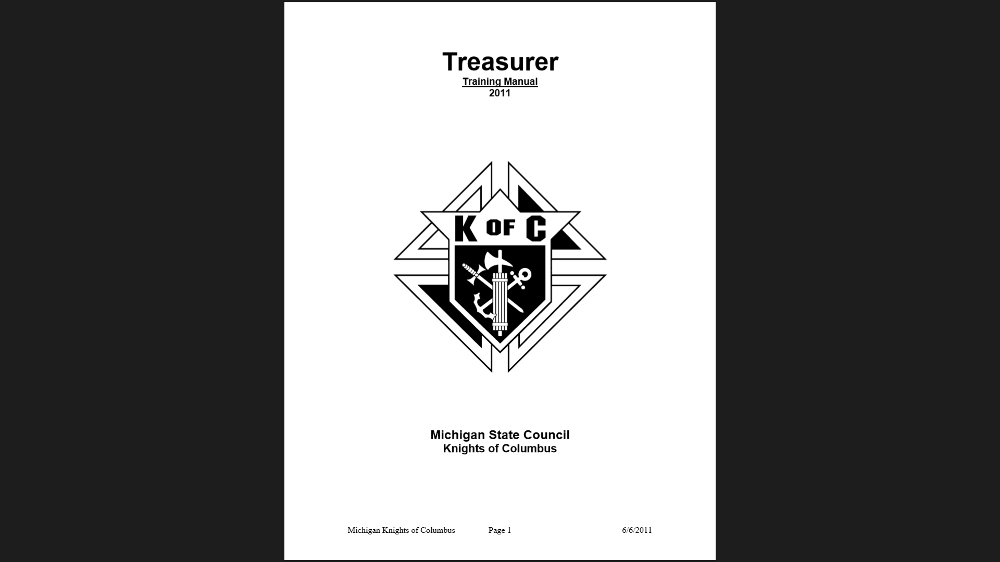 Treasurer
Training Manual
2011
K OF C
Michigan State Council
Knights of Columbus
Michigan Knights of Columbus Page 1 6/6/2011